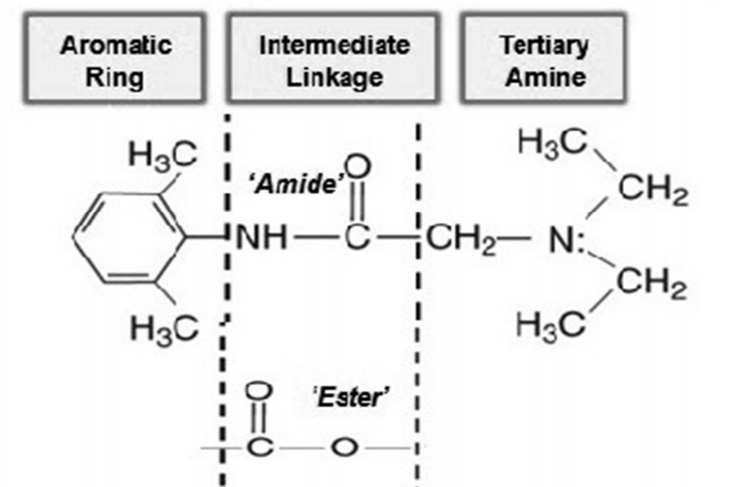 Aromatic
Ring
Intermediate
Linkage
Tertiary
Amine
H3C
'Amide'
O
H3C
CH2
NH
C
CH2
N:
CH2
H3C
H3C
O
'Ester'
C
O